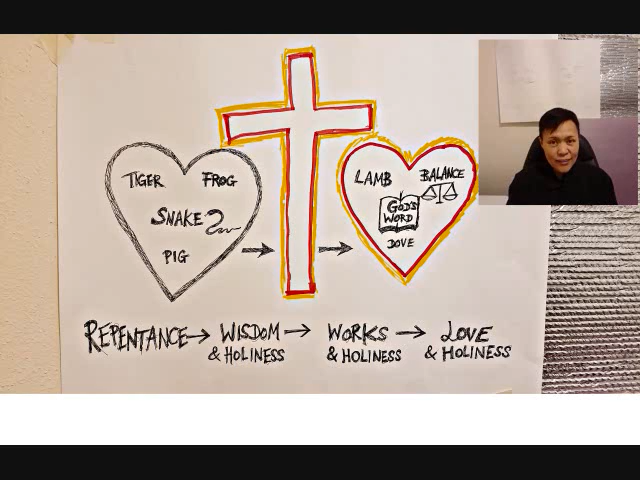 TIGER FROG
SNAKE
PIG
LAMB BALANCE
GOD'S
WORD
DOVE
REPENTANCE → WISDOM → WORKS → LOVE
& HOLINESS & HOLINESS & HOLINESS